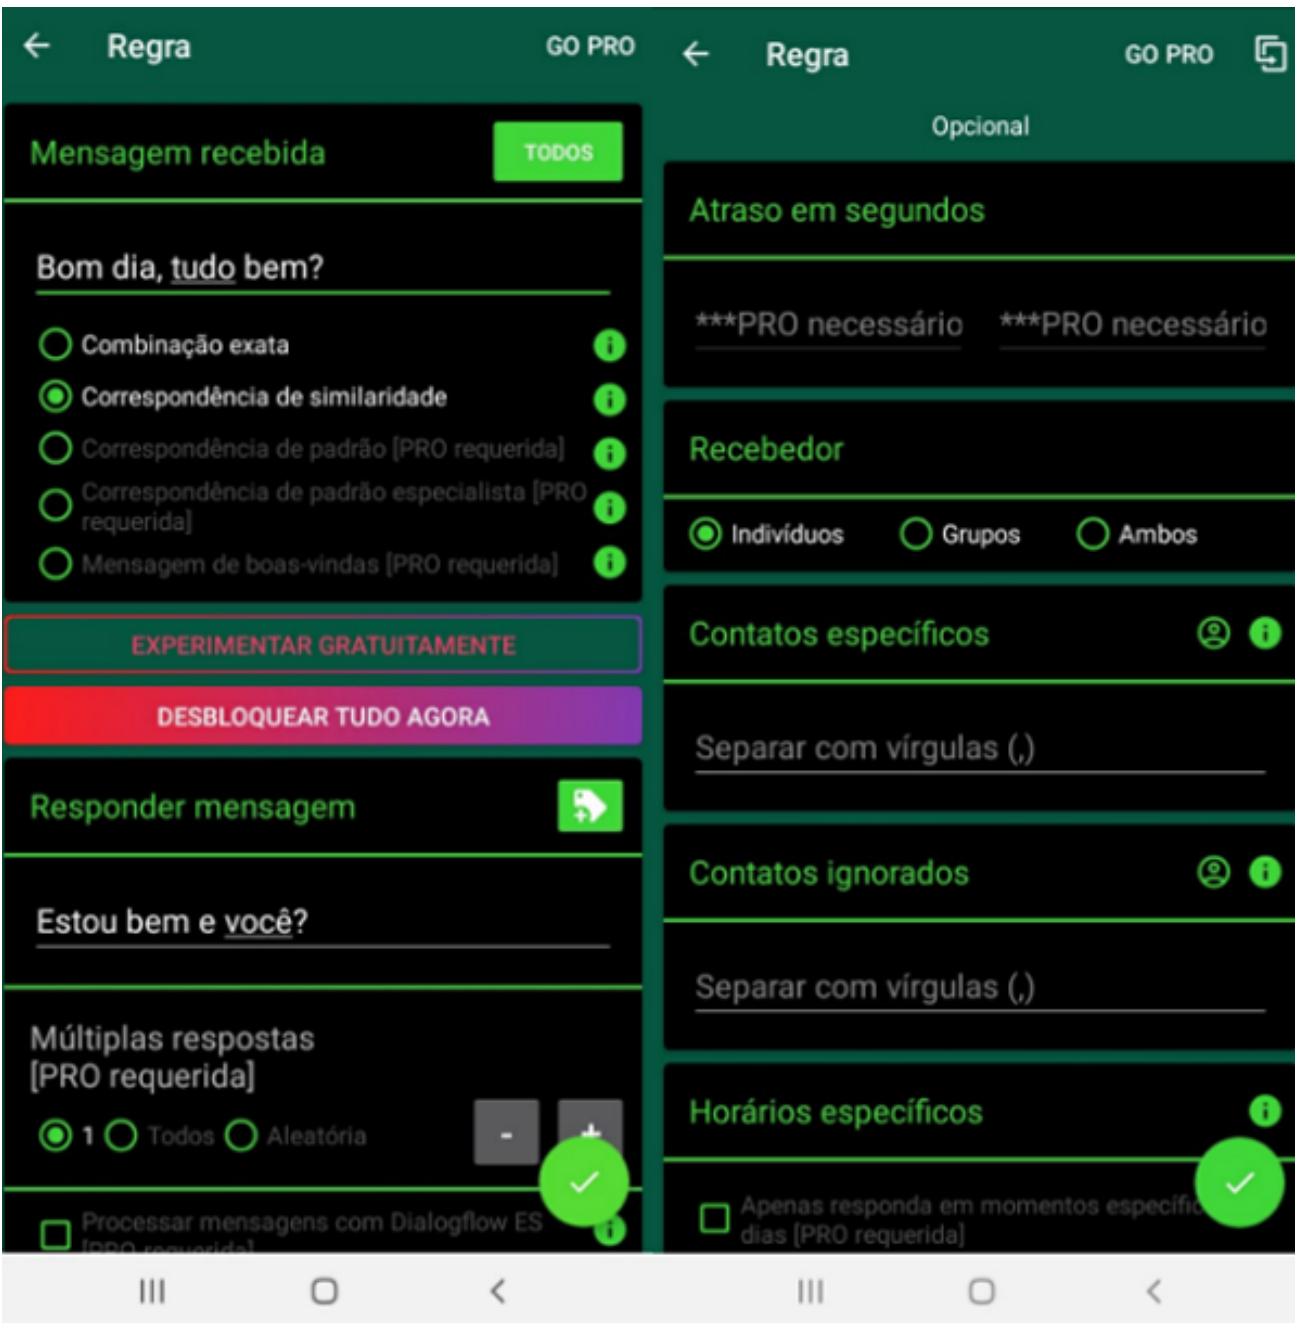 Regra
GO PRO
Mensagem recebida
TODOS
Bom dia, tudo bem?
Combinação exata
Correspondência de similaridade
Correspondência de padrão [PRO requerida]
Correspondência de padrão especialista [PRO
requerida]
Mensagem de boas-vindas [PRO requerida]
EXPERIMENTAR GRATUITAMENTE
DESBLOQUEAR TUDO AGORA
Responder mensagem
Estou bem e você?
Múltiplas respostas
[PRO requerida]
1 Todos Aleatória
- +
Processar mensagens com Dialogflow ES
[PRO requerida]
Regra
GO PRO
Opcional
Atraso em segundos
***PRO necessário ***PRO necessário
Recebedor
Indivíduos Grupos Ambos
Contatos específicos
Separar com vírgulas (,)
Contatos ignorados
Separar com vírgulas (,)
Horários específicos
Apenas responda em momentos específic
dias [PRO requerida]